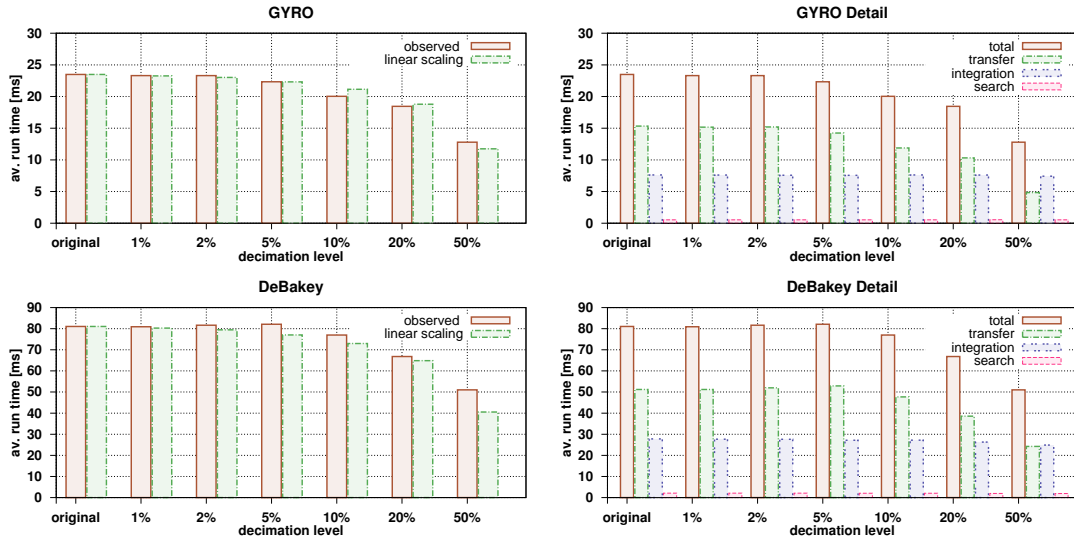 GYRO
av. run time [ms]
30
25
20
15
10
5
0
observed
linear scaling
original 1% 2% 5% 10% 20% 50%
decimation level
GYRO Detail
av. run time [ms]
30
25
20
15
10
5
0
total
transfer
integration
search
original 1% 2% 5% 10% 20% 50%
decimation level
DeBakey
av. run time [ms]
90
80
70
60
50
40
30
20
10
0
observed
linear scaling
original 1% 2% 5% 10% 20% 50%
decimation level
DeBakey Detail
av. run time [ms]
90
80
70
60
50
40
30
20
10
0
total
transfer
integration
search
original 1% 2% 5% 10% 20% 50%
decimation level